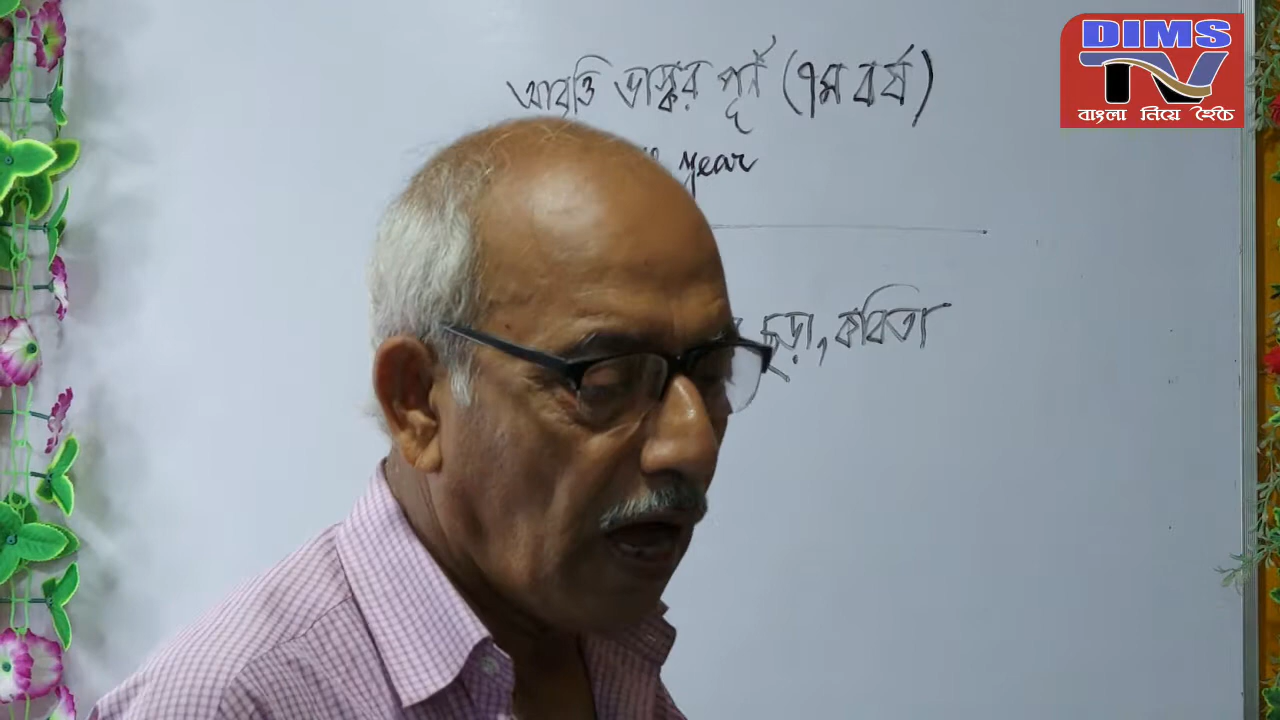 আবৃত্তি ভাস্কর পূর্ণ (৭ম বর্ষ)
year
ছড়া, কবিতা
DIMS
TV
বাংলা নিয়ে হৈচৈ